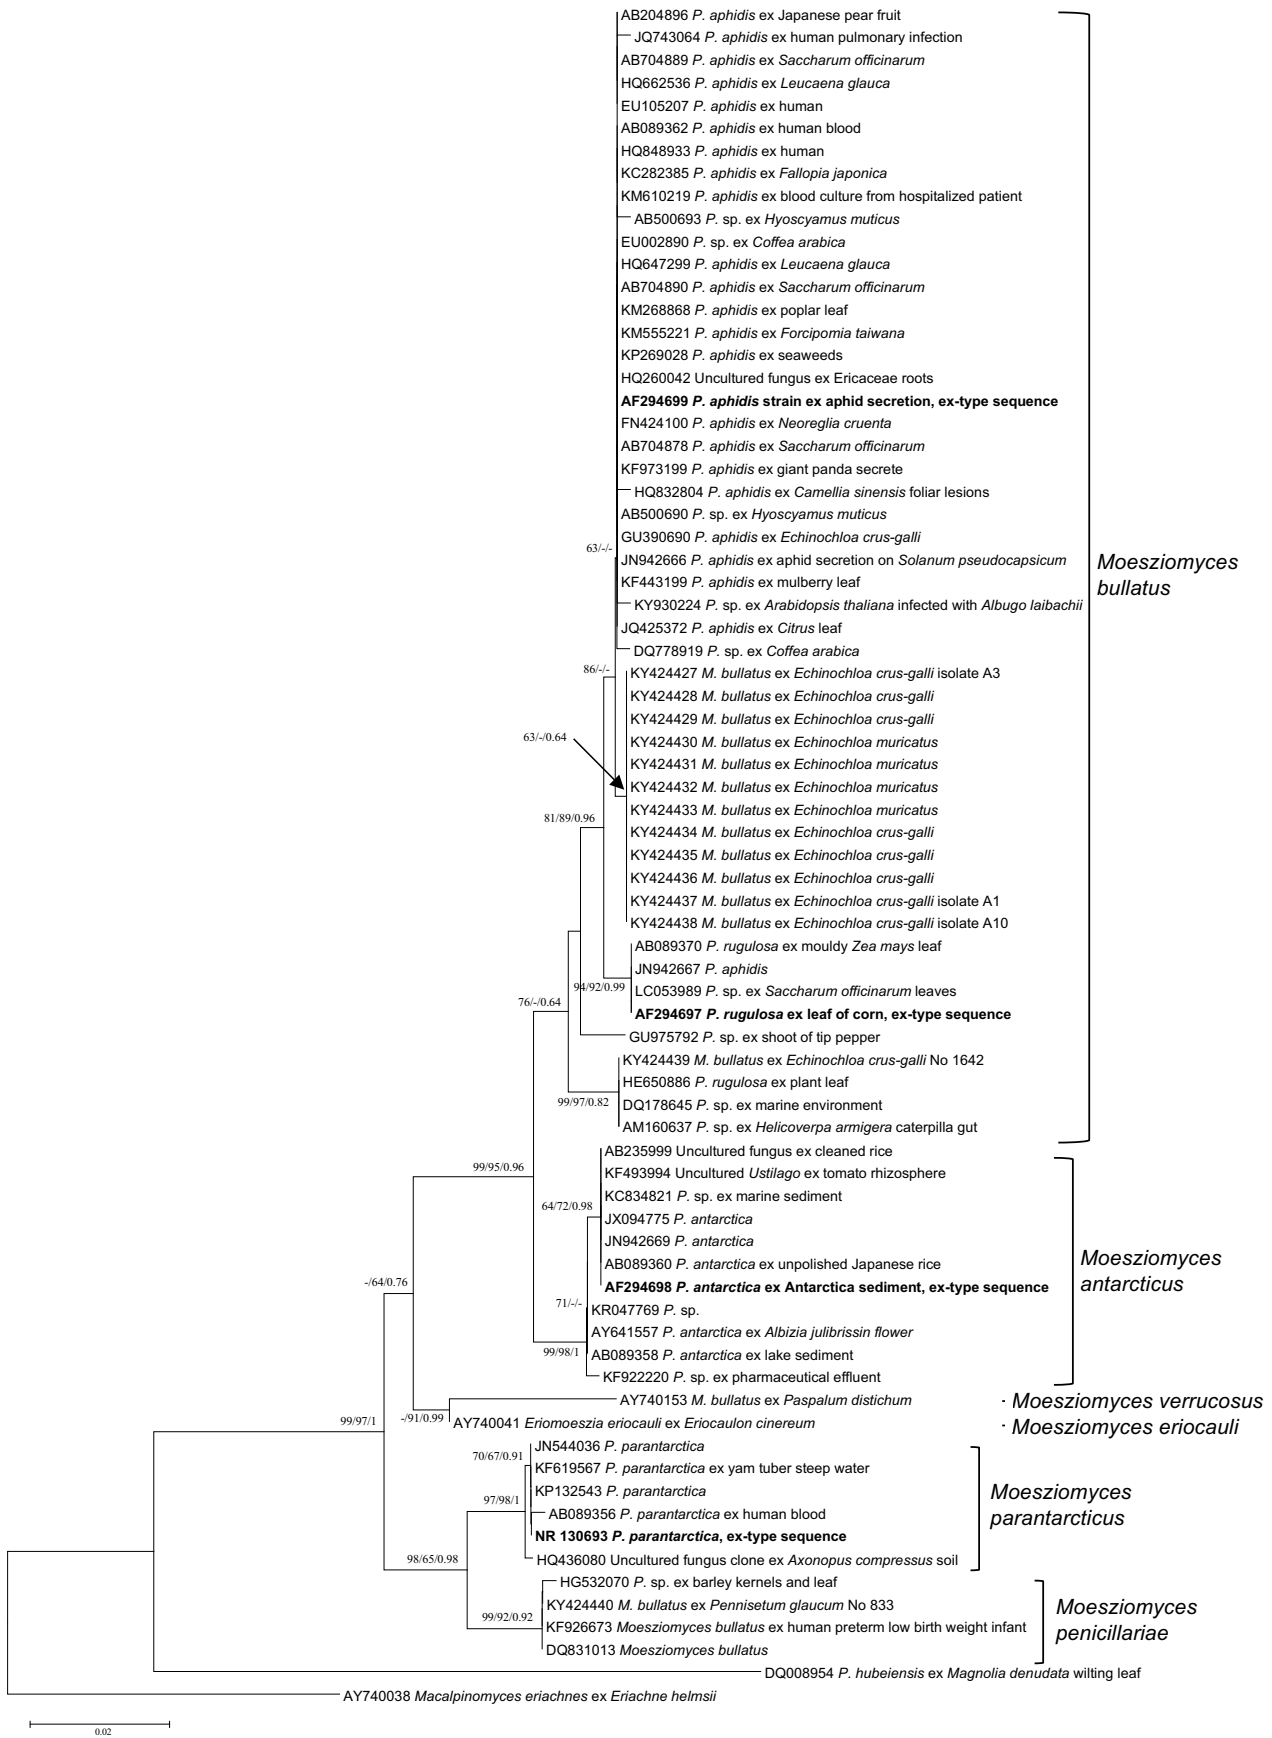 AB204896 P. aphidis ex Japanese pear fruit
JQ743064 P. aphidis ex human pulmonary infection
AB704889 P. aphidis ex Saccharum officinarum
HQ662536 P. aphidis ex Leucaena glauca
EU105207 P. aphidis ex human
AB089362 P. aphidis ex human blood
HQ848933 P. aphidis ex human
KC282385 P. aphidis ex Fallopia japonica
KM610219 P. aphidis ex blood culture from hospitalized patient
AB500693 P. sp. ex Hyoscyamus muticus
EU002890 P. sp. ex Coffea arabica
HQ647299 P. aphidis ex Leucaena glauca
AB704890 P. aphidis ex Saccharum officinarum
KM268868 P. aphidis ex poplar leaf
KM555221 P. aphidis ex Forcipomia taiwana
KP269028 P. aphidis ex seaweeds
HQ260042 Uncultured fungus ex Ericaceae roots
AF294699 P. aphidis strain ex aphid secretion, ex-type sequence
FN424100 P. aphidis ex Neoreglia cruenta
AB704878 P. aphidis ex Saccharum officinarum
KF973199 P. aphidis ex giant panda secrete
HQ832804 P. aphidis ex Camellia sinensis foliar lesions
AB500690 P. sp. ex Hyoscyamus muticus
GU390690 P. aphidis ex Echinochloa crus-galli
63/-/-
JN942666 P. aphidis ex aphid secretion on Solanum pseudocapsicum
Moesziomyces
bullatus
KF443199 P. aphidis ex mulberry leaf
KY930224 P. sp. ex Arabidopsis thaliana infected with Albugo laibachii
JQ425372 P. aphidis ex Citrus leaf
DQ778919 P. sp. ex Coffea arabica
86/-/-
KY424427 M. bullatus ex Echinochloa crus-galli isolate A3
KY424428 M. bullatus ex Echinochloa crus-galli
KY424429 M. bullatus ex Echinochloa crus-galli
63/-/0.64
KY424430 M. bullatus ex Echinochloa muricatus
KY424431 M. bullatus ex Echinochloa muricatus
KY424432 M. bullatus ex Echinochloa muricatus
KY424433 M. bullatus ex Echinochloa muricatus
81/89/0.96
KY424434 M. bullatus ex Echinochloa crus-galli
KY424435 M. bullatus ex Echinochloa crus-galli
KY424436 M. bullatus ex Echinochloa crus-galli
KY424437 M. bullatus ex Echinochloa crus-galli isolate A1
KY424438 M. bullatus ex Echinochloa crus-galli isolate A10
AB089370 P. rugulosa ex mouldy Zea mays leaf
JN942667 P. aphidis
94/92/0.99
LC053989 P. sp. ex Saccharum officinarum leaves
76/-/0.64
AF294697 P. rugulosa ex leaf of corn, ex-type sequence
GU975792 P. sp. ex shoot of tip pepper
KY424439 M. bullatus ex Echinochloa crus-galli No 1642
HE650886 P. rugulosa ex plant leaf
99/97/0.82
DQ178645 P. sp. ex marine environment
AM160637 P. sp. ex Helicoverpa armigera caterpilla gut
AB235999 Uncultured fungus ex cleaned rice
99/95/0.96
KF493994 Uncultured Ustilago ex tomato rhizosphere
KC834821 P. sp. ex marine sediment
64/72/0.98
JX094775 P. antarctica
JN942669 P. antarctica
AB089360 P. antarctica ex unpolished Japanese rice
Moesziomyces
antarcticus
-/64/0.76
AF294698 P. antarctica ex Antarctica sediment, ex-type sequence
71/-/-
KR047769 P. sp.
AY641557 P. antarctica ex Albizia julibrissin flower
99/98/1
AB089358 P. antarctica ex lake sediment
KF922220 P. sp. ex pharmaceutical effluent
AY740153 M. bullatus ex Paspalum distichum
· Moesziomyces verrucosus
99/97/1
-/91/0.99
AY740041 Eriomoeszia eriocauli ex Eriocaulon cinereum
· Moesziomyces eriocauli
JN544036 P. parantarctica
70/67/0.91
KF619567 P. parantarctica ex yam tuber steep water
KP132543 P. parantarctica
Moesziomyces
parantarcticus
97/98/1
AB089356 P. parantarctica ex human blood
NR 130693 P. parantarctica, ex-type sequence
98/65/0.98
HQ436080 Uncultured fungus clone ex Axonopus compressus soil
HG532070 P. sp. ex barley kernels and leaf
KY424440 M. bullatus ex Pennisetum glaucum No 833
Moesziomyces
penicillariae
99/92/0.92
KF926673 Moesziomyces bullatus ex human preterm low birth weight infant
DQ831013 Moesziomyces bullatus
DQ008954 P. hubeiensis ex Magnolia denudata wilting leaf
AY740038 Macalpinomyces eriachnes ex Eriachne helmsii
0.02